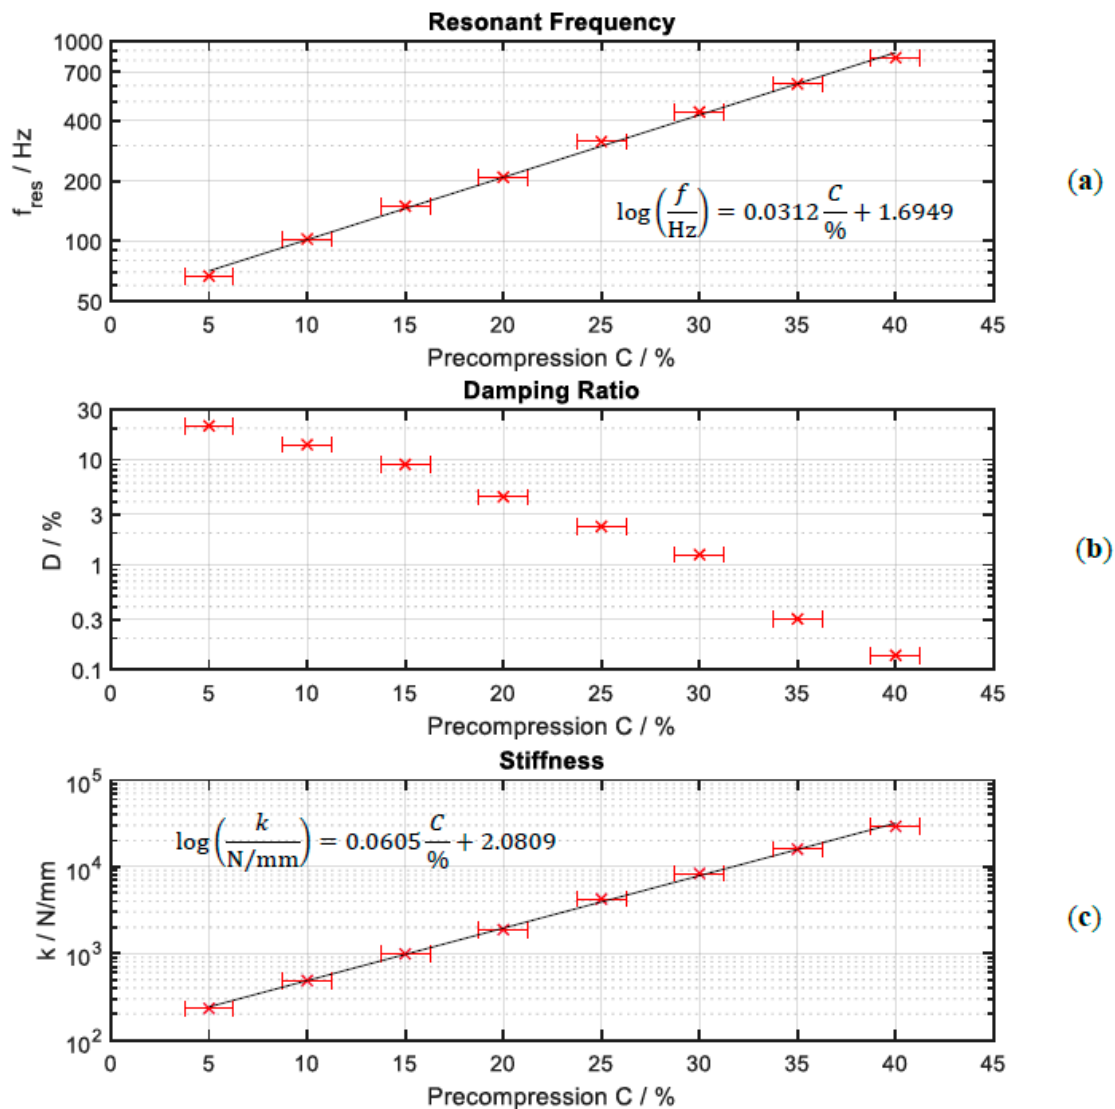 Resonant Frequency
1000
700
400
200
100
50
f_res / Hz
log(f/Hz) = 0.0312 C/% + 1.6949
(a)
0 5 10 15 20 25 30 35 40 45
Precompression C / %
Damping Ratio
30
10
3
1
0.3
0.1
D / %
(b)
0 5 10 15 20 25 30 35 40 45
Precompression C / %
Stiffness
10^5
10^4
10^3
10^2
k / N/mm
log(k/N/mm) = 0.0605 C/% + 2.0809
(c)
0 5 10 15 20 25 30 35 40 45
Precompression C / %